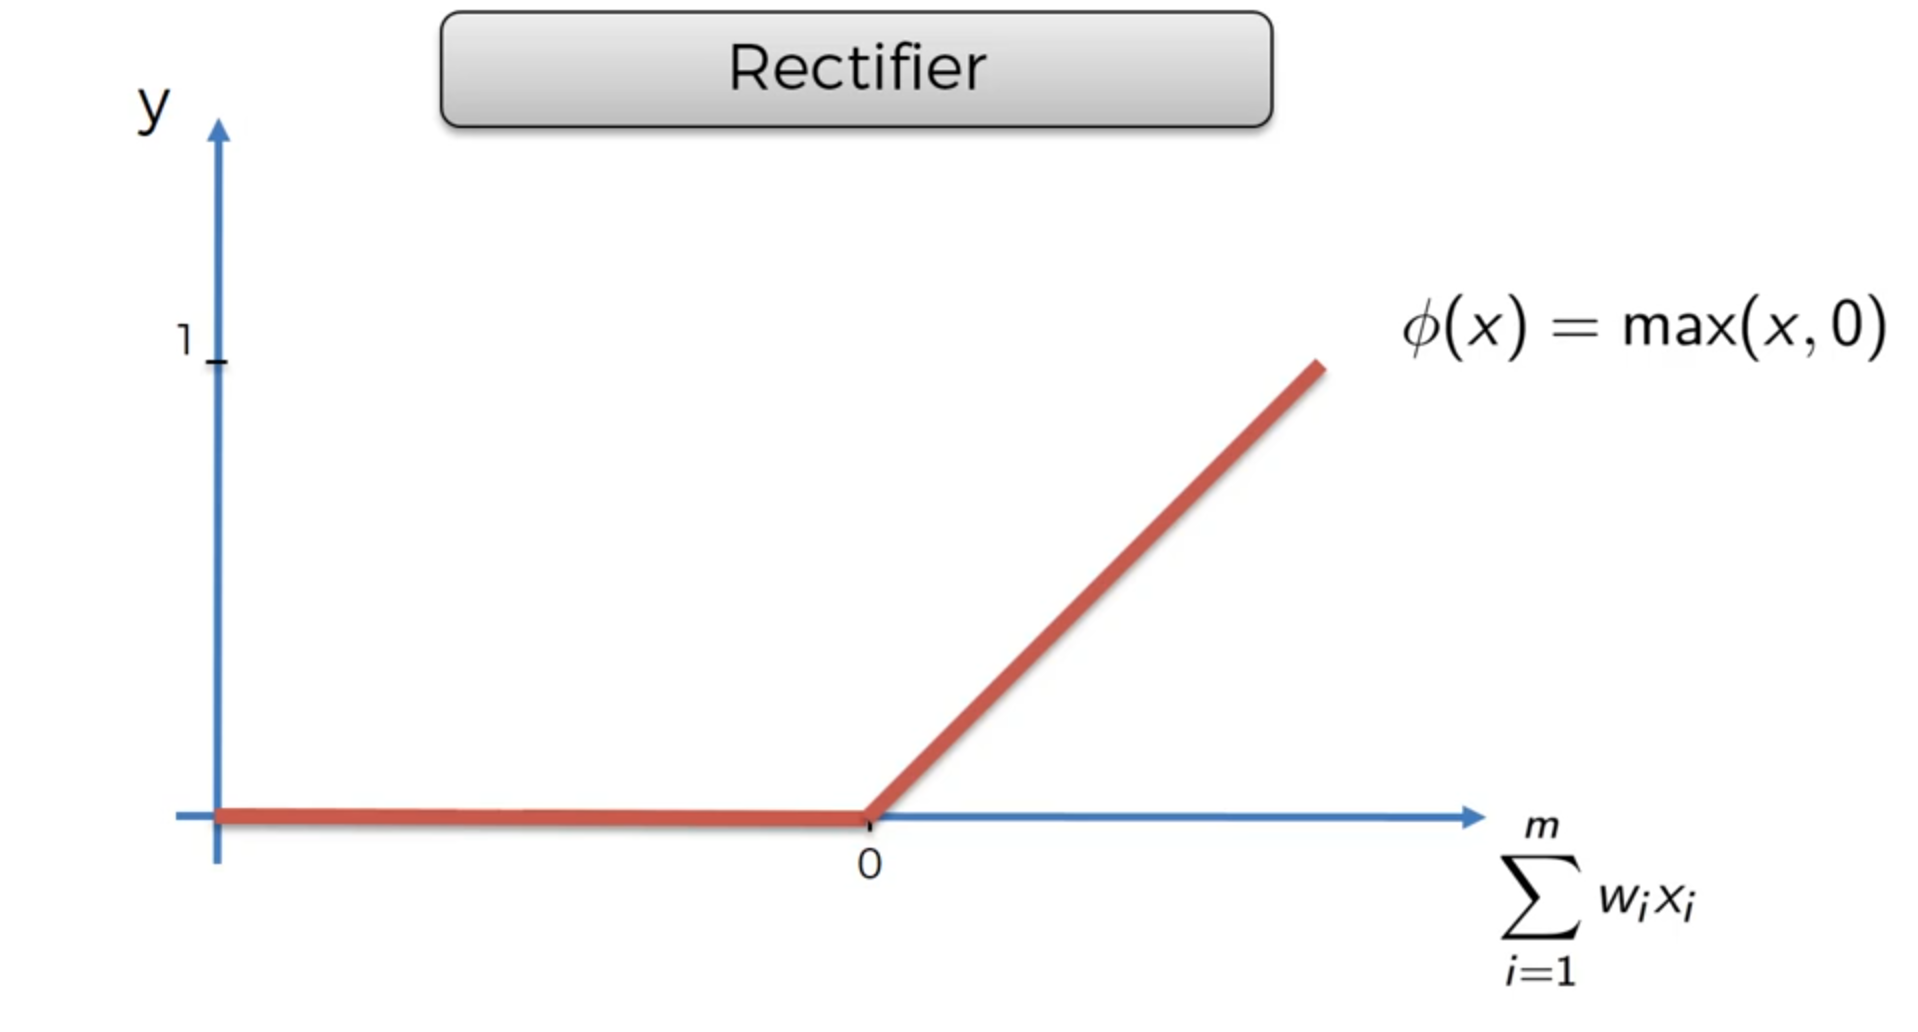 Rectifier
y
1
ϕ(x) = max(x, 0)
0
m
∑ wᵢxᵢ
i=1